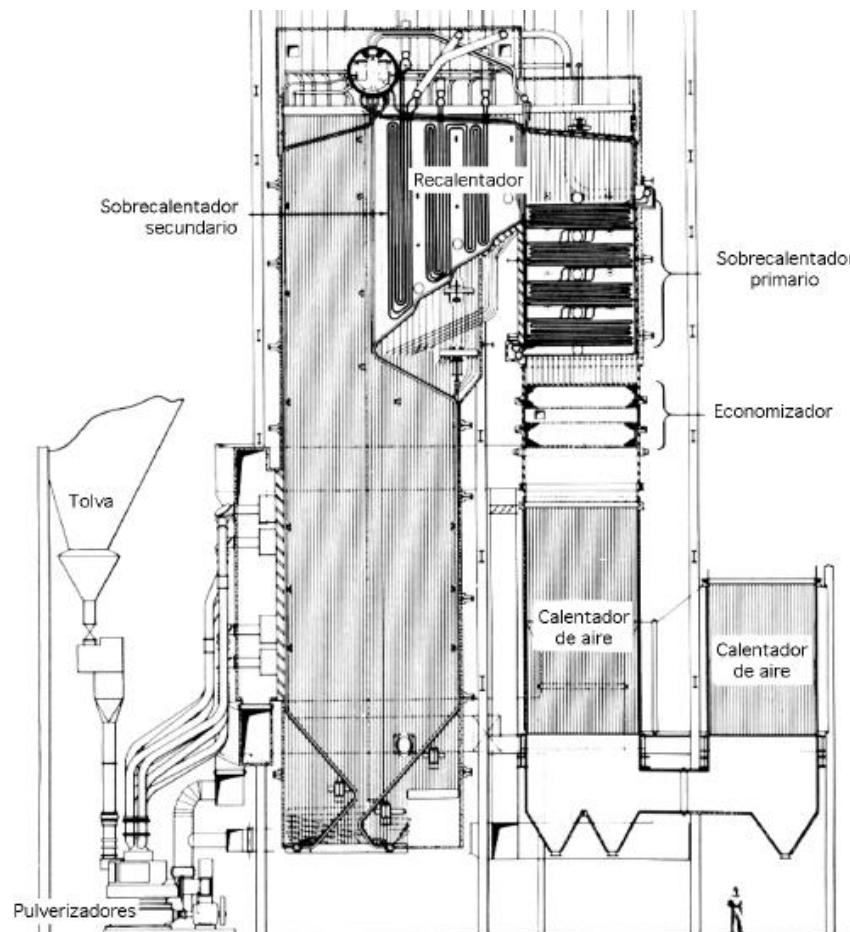 Recalentador
Sobrecalentador
secundario
Sobrecalentador
primario
Economizador
Tolva
Calentador
de aire
Calentador
de aire
Pulverizadores